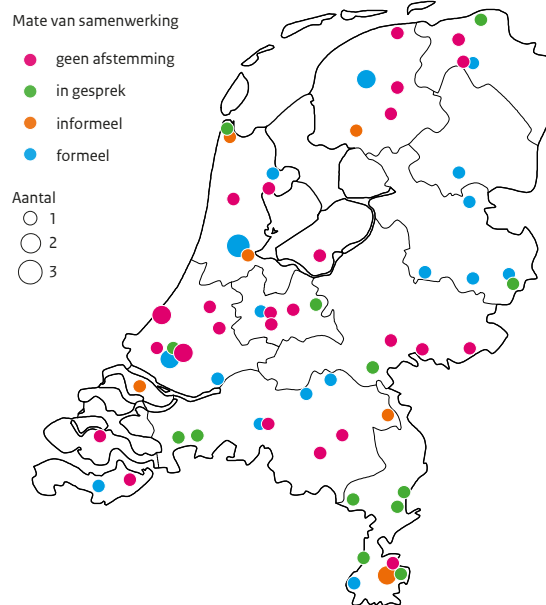 Mate van samenwerking
geen afstemming
in gesprek
informeel
formeel
Aantal
1
2
3